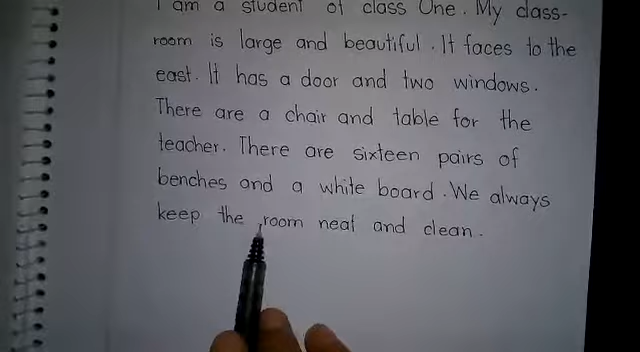 I am a student of class One. My class-
room is large and beautiful. It faces to the
east. It has a door and two windows.
There are a chair and table for the
teacher. There are sixteen pairs of
benches and a white board. We always
keep the room neat and clean.